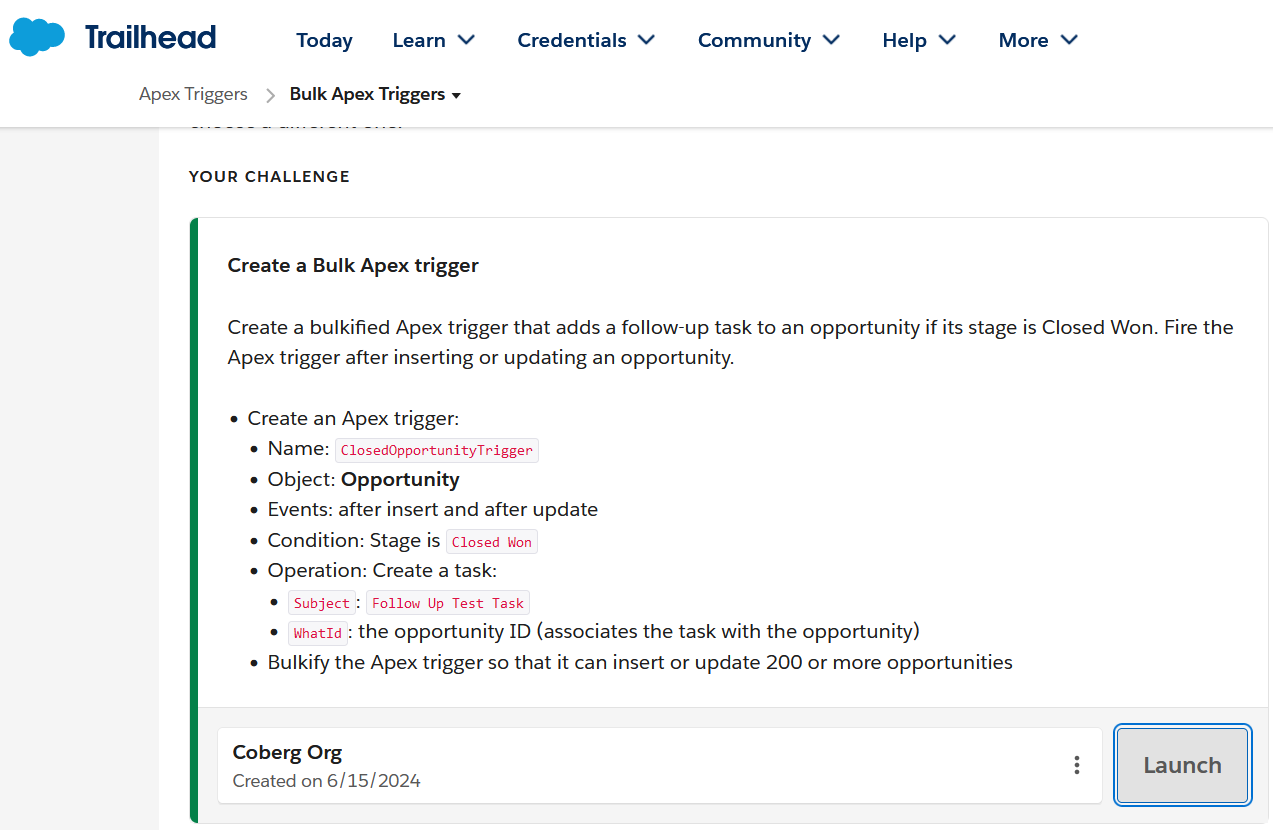 Trailhead
Today Learn Credentials Community Help More
Apex Triggers Bulk Apex Triggers
YOUR CHALLENGE
Create a Bulk Apex trigger
Create a bulkified Apex trigger that adds a follow-up task to an opportunity if its stage is Closed Won. Fire the
Apex trigger after inserting or updating an opportunity.
• Create an Apex trigger:
• Name: ClosedOpportunityTrigger
• Object: Opportunity
• Events: after insert and after update
• Condition: Stage is Closed Won
• Operation: Create a task:
• Subject: Follow Up Test Task
• WhatId: the opportunity ID (associates the task with the opportunity)
• Bulkify the Apex trigger so that it can insert or update 200 or more opportunities
Coberg Org
Created on 6/15/2024
Launch